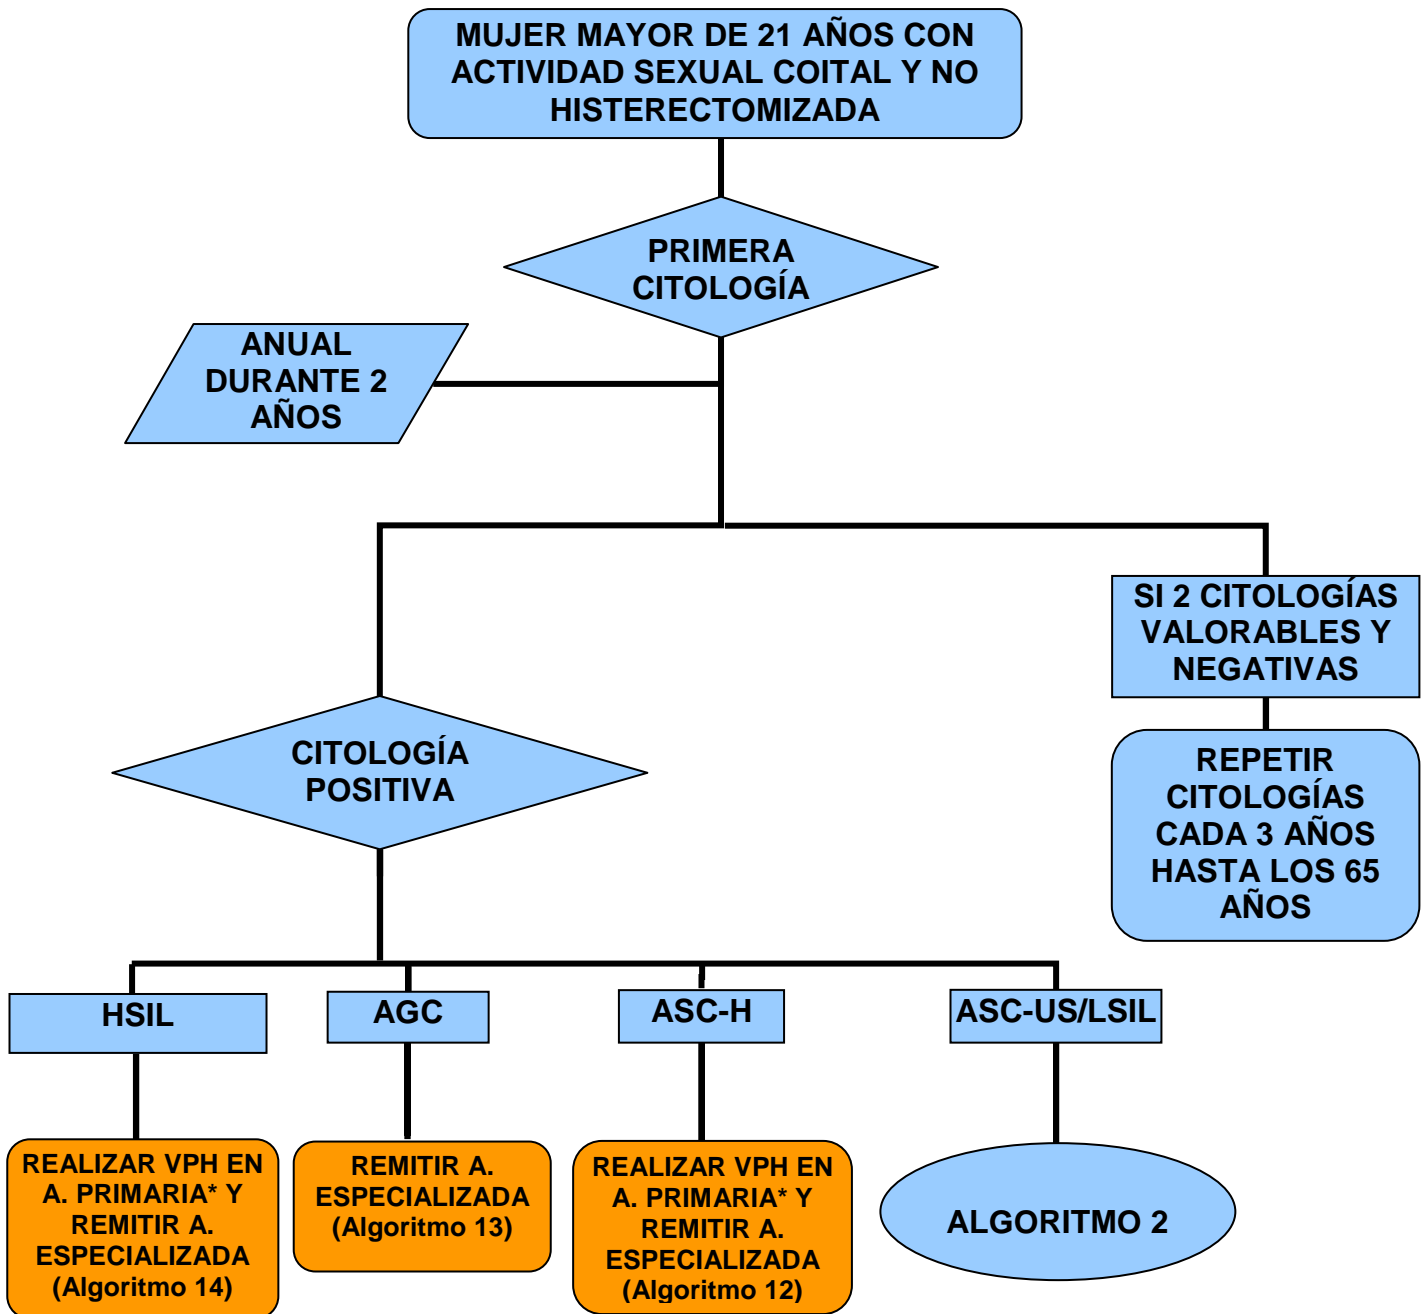 MUJER MAYOR DE 21 AÑOS CON
ACTIVIDAD SEXUAL COITAL Y NO
HISTERECTOMIZADA
PRIMERA
CITOLOGÍA
ANUAL
DURANTE 2
AÑOS
SI 2 CITOLOGÍAS
VALORABLES Y
NEGATIVAS
CITOLOGÍA
POSITIVA
REPETIR
CITOLOGÍAS
CADA 3 AÑOS
HASTA LOS 65
AÑOS
HSIL
AGC
ASC-H
ASC-US/LSIL
REALIZAR VPH EN
A. PRIMARIA* Y
REMITIR A.
ESPECIALIZADA
(Algoritmo 14)
REMITIR A.
ESPECIALIZADA
(Algoritmo 13)
REALIZAR VPH EN
A. PRIMARIA* Y
REMITIR A.
ESPECIALIZADA
(Algoritmo 12)
ALGORITMO 2